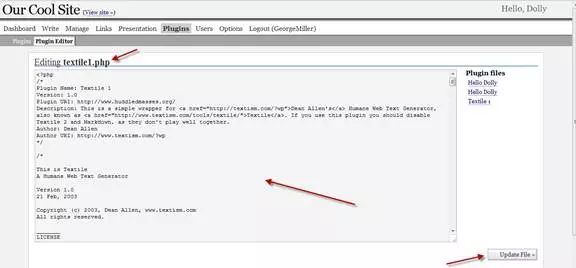 Our Cool Site (View site »)
Hello, Dolly
Dashboard Write Manage Links Presentation Plugins Users Options Logout (GeorgeMiller)
Plugins Plugin Editor
Editing textile1.php
Plugin files
Hello Dolly
Hello Dolly
Textile 1
<?php
/*
Plugin Name: Textile 1
Version: 1.0
Plugin URI: http://www.huddledmasses.org/
Description: This is a simple wrapper for <a href="http://textism.com/?wp">Dean Allen's</a> Humane Web Text Generator,
also known as <a href="http://www.textism.com/tools/textile/">Textile</a>. If you use this plugin you should disable
Textile 2 and Markdown, as they don't play well together.
Author: Dean Allen
Author URI: http://www.textism.com/?wp
*/
/*
This is Textile
A Humane Web Text Generator
Version 1.0
21 Feb, 2003
Copyright (c) 2003, Dean Allen, www.textism.com
All rights reserved.
_______
LICENSE
Update File »